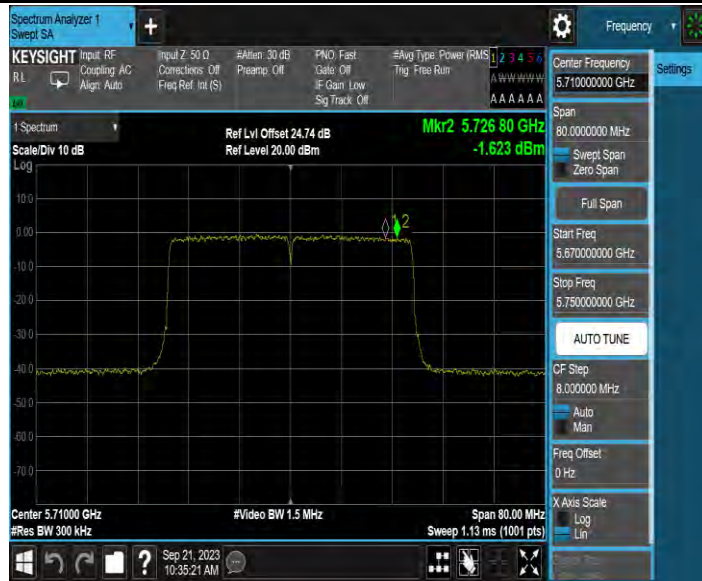 Spectrum Analyzer 1
Swept SA
+
Frequency
Settings
KEYSIGHT
RL
Input: RF
Coupling: AC
Align: Auto
Input Z: 50 Ω
Corrections: Off
Freq Ref: Int (S)
#Atten: 30 dB
Preamp: Off
PNO: Fast
Gate: Off
IF Gain: Low
Sig Track: Off
#Avg Type: Power (RMS
Trig: Free Run
1 2 3 4 5 6
A W W W W W
A A A A A A
1 Spectrum
Scale/Div 10 dB
Log
Ref Lvl Offset 24.74 dB
Ref Level 20.00 dBm
Mkr2 5.726 80 GHz
-1.623 dBm
10.0
0.00
-10.0
-20.0
-30.0
-40.0
-50.0
-60.0
-70.0
1
2
Center 5.71000 GHz
#Res BW 300 kHz
#Video BW 1.5 MHz
Span 80.00 MHz
Sweep 1.13 ms (1001 pts)
Center Frequency
5.710000000 GHz
Span
80.0000000 MHz
Swept Span
Zero Span
Full Span
Start Freq
5.670000000 GHz
Stop Freq
5.750000000 GHz
AUTO TUNE
CF Step
8.000000 MHz
Auto
Man
Freq Offset
0 Hz
X Axis Scale
Log
Lin
?
Sep 21, 2023
10:35:21 AM